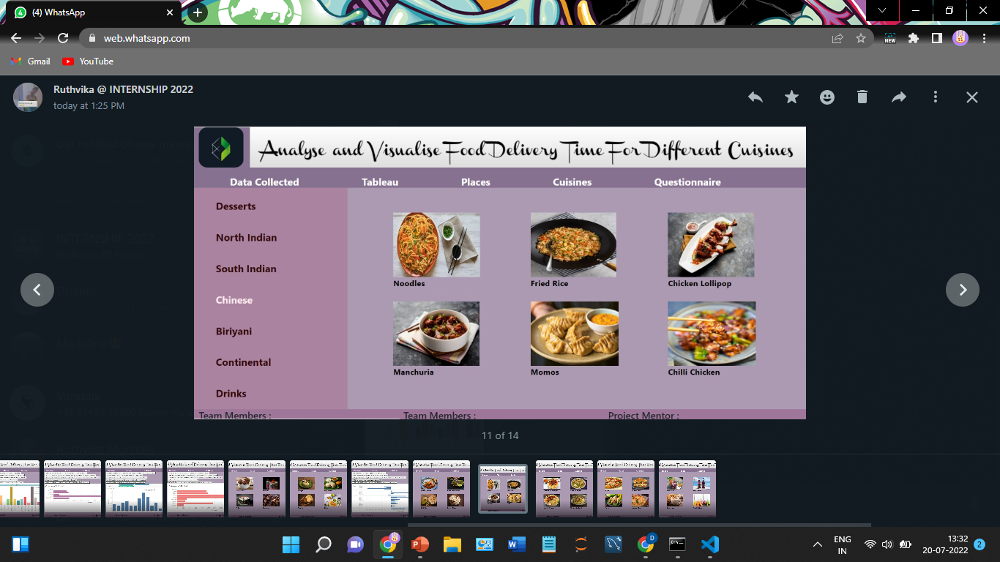 (4) WhatsApp
web.whatsapp.com
NEW
Gmail
YouTube
Ruthvika @ INTERNSHIP 2022
today at 1:25 PM
Analyse and Visualise Food Delivery Time For Different Cuisines
Data Collected Tableau Places Cuisines Questionnaire
Desserts
North Indian
South Indian
Chinese
Biriyani
Continental
Drinks
Noodles Fried Rice Chicken Lollipop
Manchuria Momos Chilli Chicken
Team Members : Team Members : Project Mentor :
11 of 14
ENG
IN
13:32
20-07-2022
2